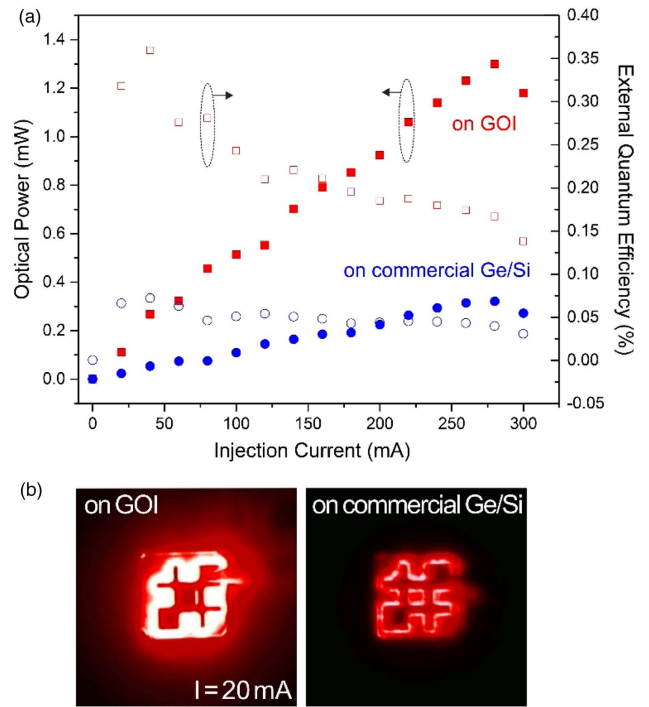 (a)
1.4
1.2
1.0
0.8
0.6
0.4
0.2
0.0
Optical Power (mW)
0.40
0.35
0.30
0.25
0.20
0.15
0.10
0.05
0.00
-0.05
External Quantum Efficiency (%)
on GOI
on commercial Ge/Si
0 50 100 150 200 250 300
Injection Current (mA)
(b)
on GOI
I = 20 mA
on commercial Ge/Si